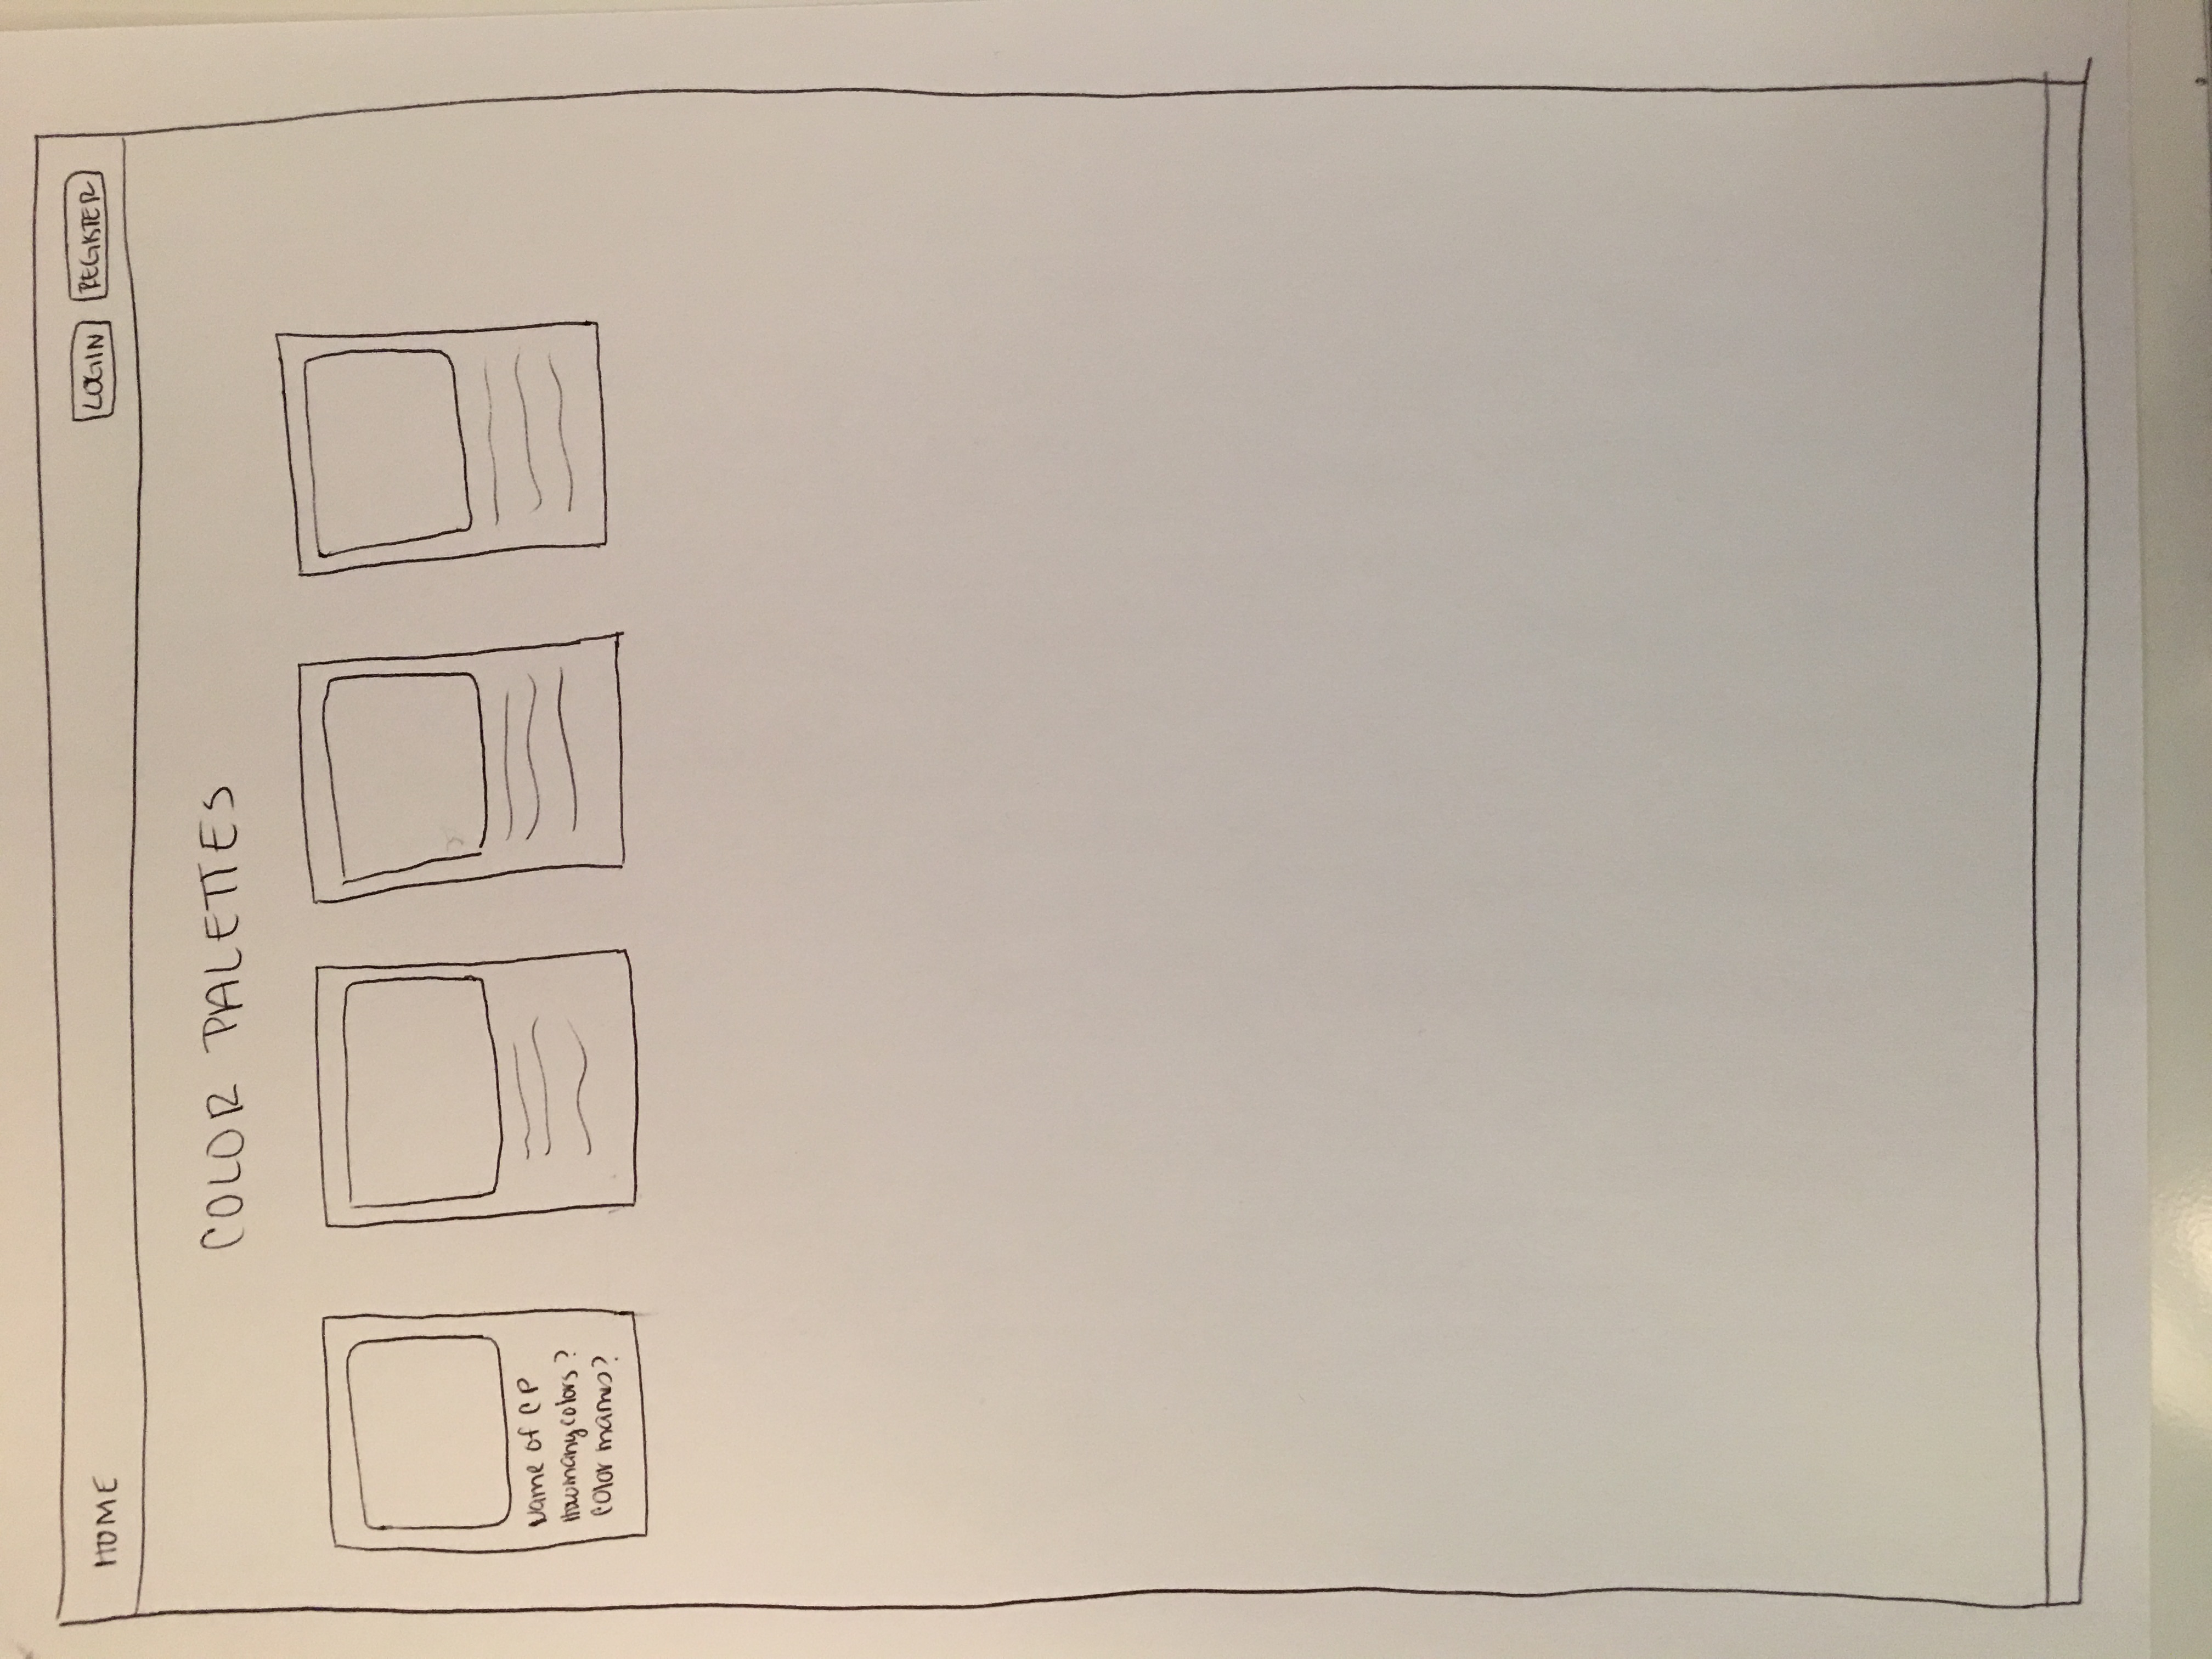 HOME
LOGIN
REGISTER
COLOR PALETTES
Name of CP
How many colors?
Color names?